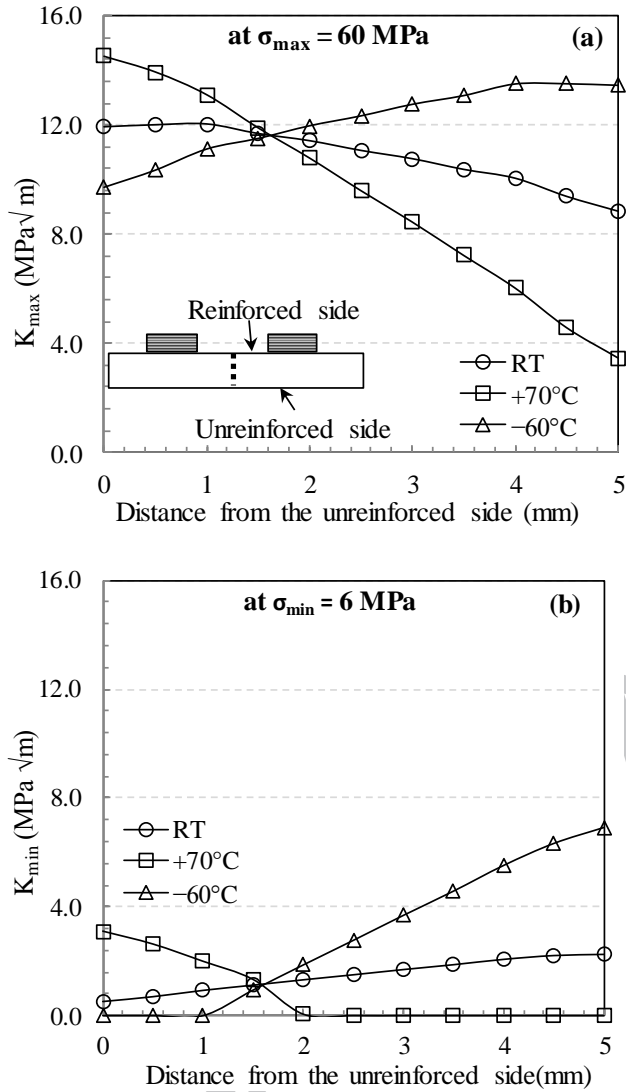 16.0
at σmax = 60 MPa
(a)
12.0
8.0
4.0
0.0
Kmax (MPa√m)
Reinforced side
Unreinforced side
RT
+70°C
−60°C
0 1 2 3 4 5
Distance from the unreinforced side (mm)
16.0
at σmin = 6 MPa
(b)
12.0
8.0
4.0
0.0
Kmin (MPa √m)
RT
+70°C
−60°C
0 1 2 3 4 5
Distance from the unreinforced side(mm)